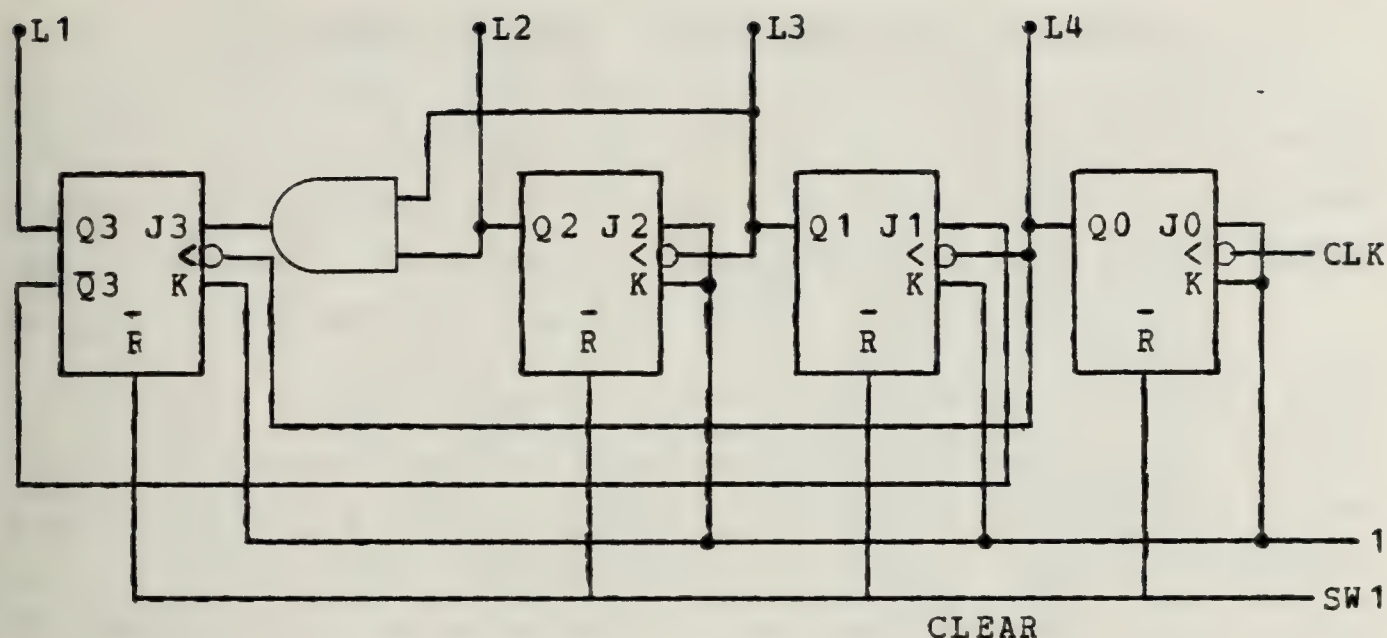 L1 L2 L3 L4
Q3 J3 Q2 J2 Q1 J1 Q0 J0
< < < < CLK
Q̅3 K K K K
R̅ R̅ R̅ R̅
1
SW1
CLEAR